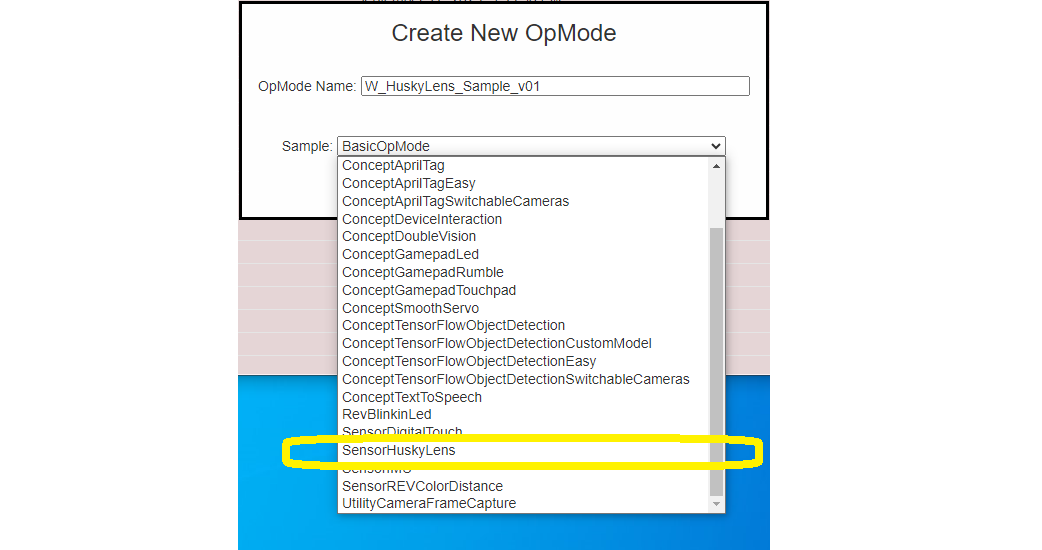 Create New OpMode
OpMode Name: W_HuskyLens_Sample_v01
Sample: BasicOpMode
ConceptAprilTag
ConceptAprilTagEasy
ConceptAprilTagSwitchableCameras
ConceptDeviceInteraction
ConceptDoubleVision
ConceptGamepadLed
ConceptGamepadRumble
ConceptGamepadTouchpad
ConceptSmoothServo
ConceptTensorFlowObjectDetection
ConceptTensorFlowObjectDetectionCustomModel
ConceptTensorFlowObjectDetectionEasy
ConceptTensorFlowObjectDetectionSwitchableCameras
ConceptTextToSpeech
RevBlinkinLed
SensorDigitalTouch
SensorHuskyLens
SensorREVColorDistance
UtilityCameraFrameCapture